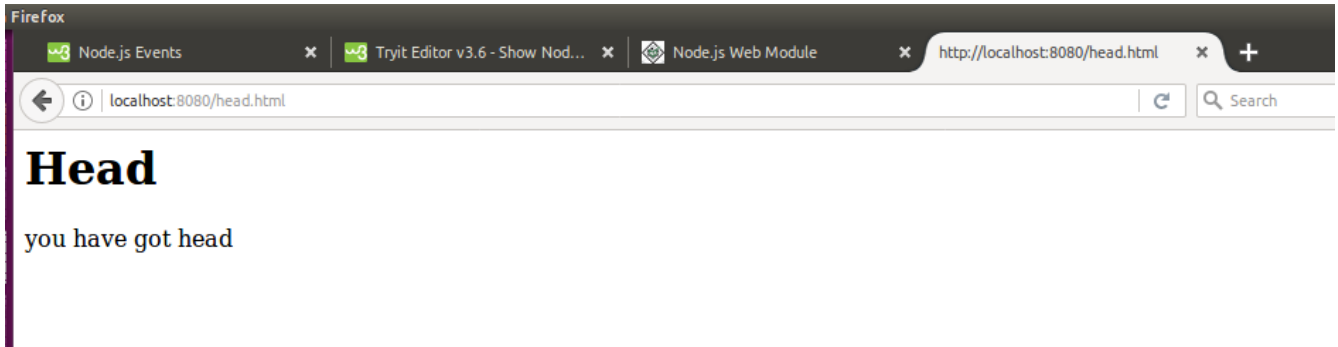 Firefox
Node.js Events
Tryit Editor v3.6 - Show Nod...
Node.js Web Module
http://localhost:8080/head.html
localhost:8080/head.html
Search
Head
you have got head